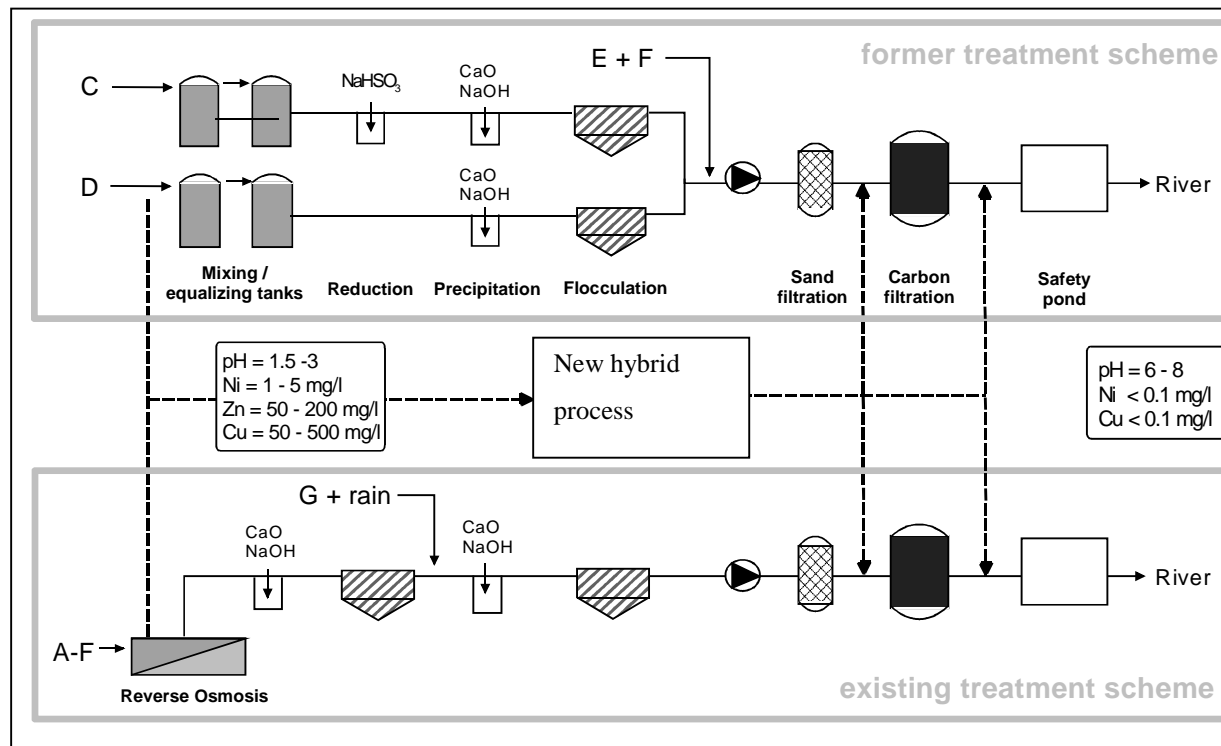 former treatment scheme
E + F
C
NaHSO3
CaO
NaOH
D
CaO
NaOH
River
Mixing /
equalizing tanks
Reduction
Precipitation
Flocculation
Sand
filtration
Carbon
filtration
Safety
pond
pH = 1.5 -3
Ni = 1 - 5 mg/l
Zn = 50 - 200 mg/l
Cu = 50 - 500 mg/l
New hybrid
process
pH = 6 - 8
Ni < 0.1 mg/l
Cu < 0.1 mg/l
G + rain
CaO
NaOH
CaO
NaOH
River
A-F
Reverse Osmosis
existing treatment scheme